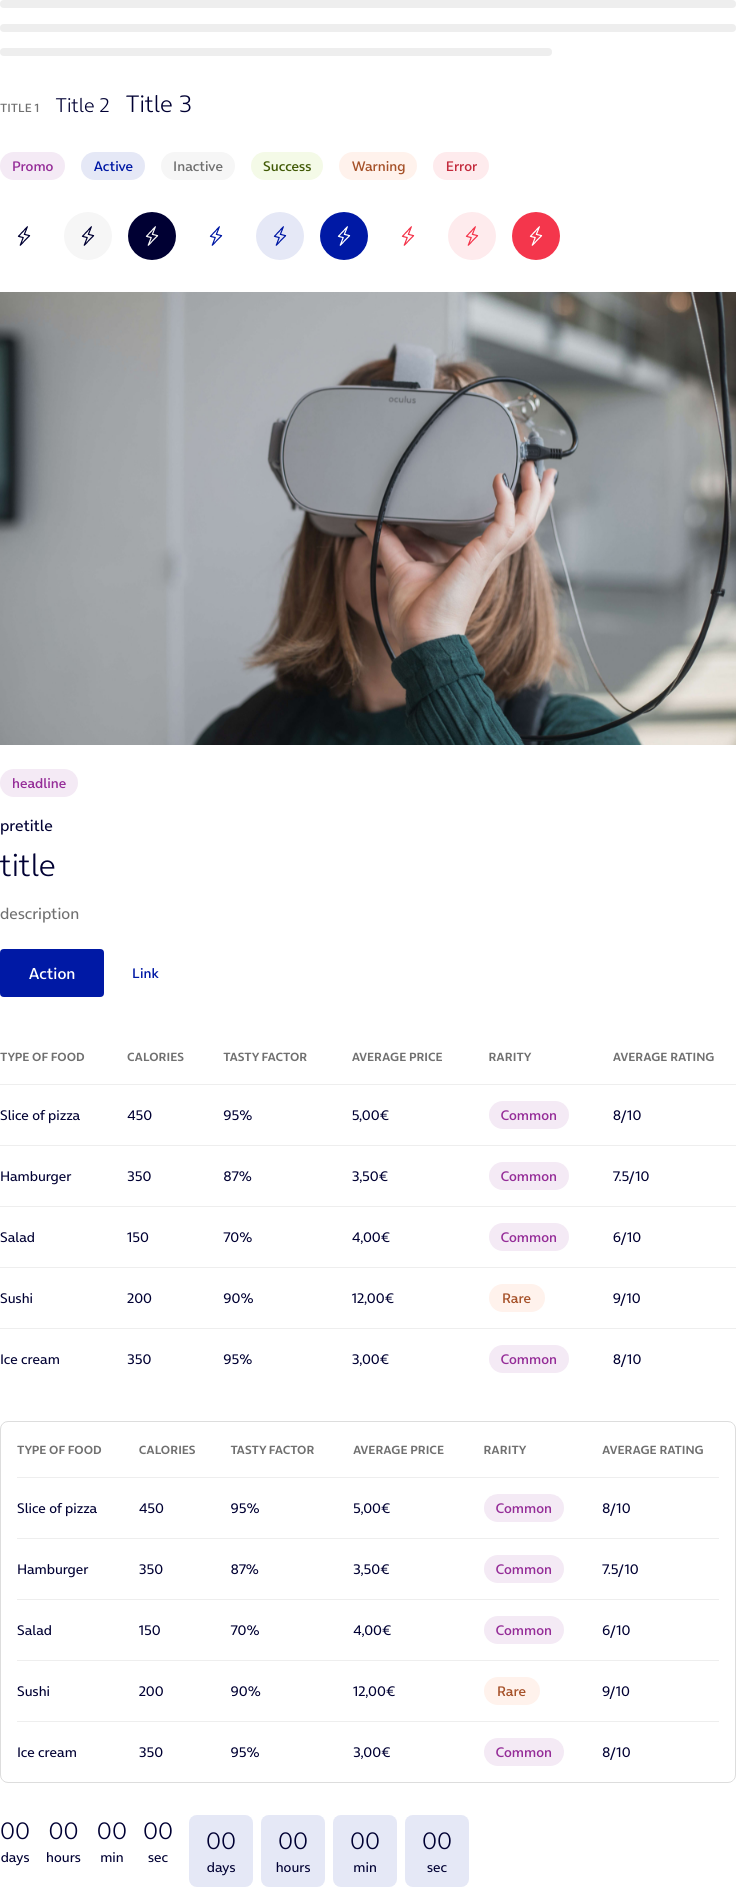 TITLE 1 Title 2 Title 3
Promo Active Inactive Success Warning Error
oculus
headline
pretitle
title
description
Action Link
TYPE OF FOOD CALORIES TASTY FACTOR AVERAGE PRICE RARITY AVERAGE RATING
Slice of pizza 450 95% 5,00€ Common 8/10
Hamburger 350 87% 3,50€ Common 7.5/10
Salad 150 70% 4,00€ Common 6/10
Sushi 200 90% 12,00€ Rare 9/10
Ice cream 350 95% 3,00€ Common 8/10
TYPE OF FOOD CALORIES TASTY FACTOR AVERAGE PRICE RARITY AVERAGE RATING
Slice of pizza 450 95% 5,00€ Common 8/10
Hamburger 350 87% 3,50€ Common 7.5/10
Salad 150 70% 4,00€ Common 6/10
Sushi 200 90% 12,00€ Rare 9/10
Ice cream 350 95% 3,00€ Common 8/10
00 00 00 00 00 00 00 00
days hours min sec days hours min sec